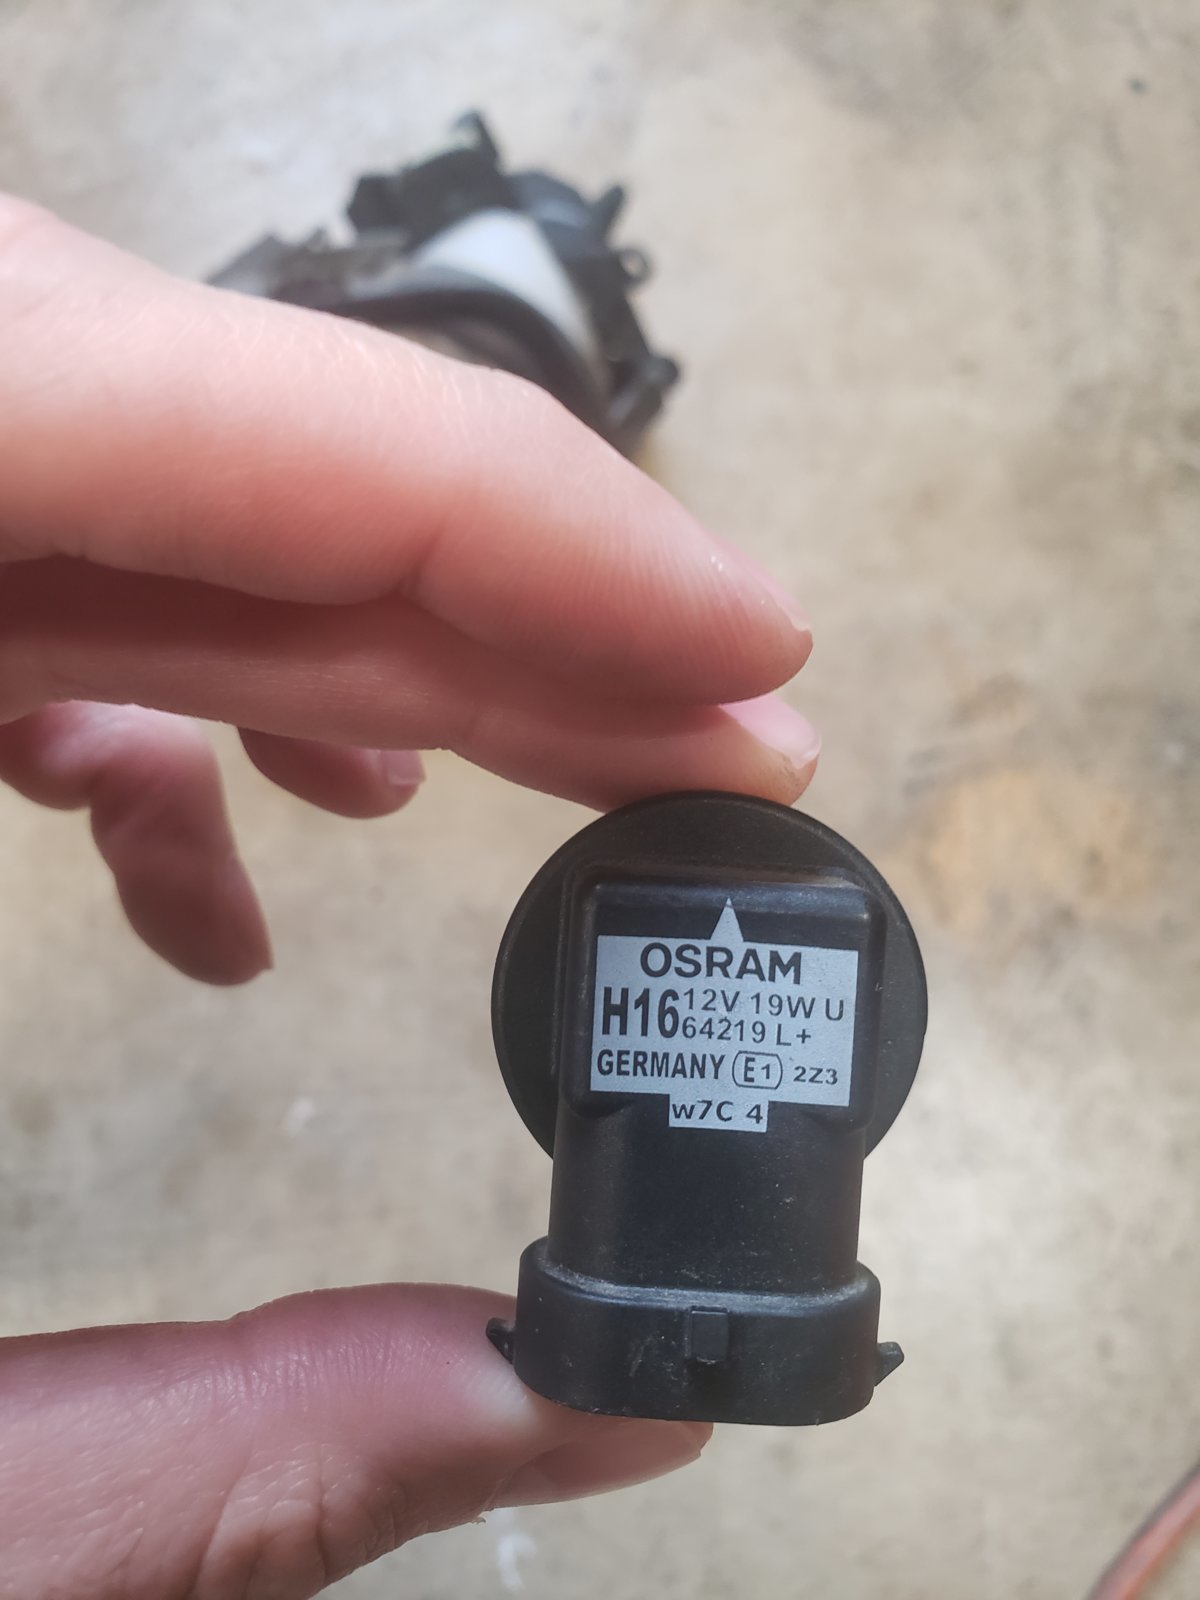 OSRAM
H16 12V 19W U
64219 L+
GERMANY E1 2Z3
w7C 4